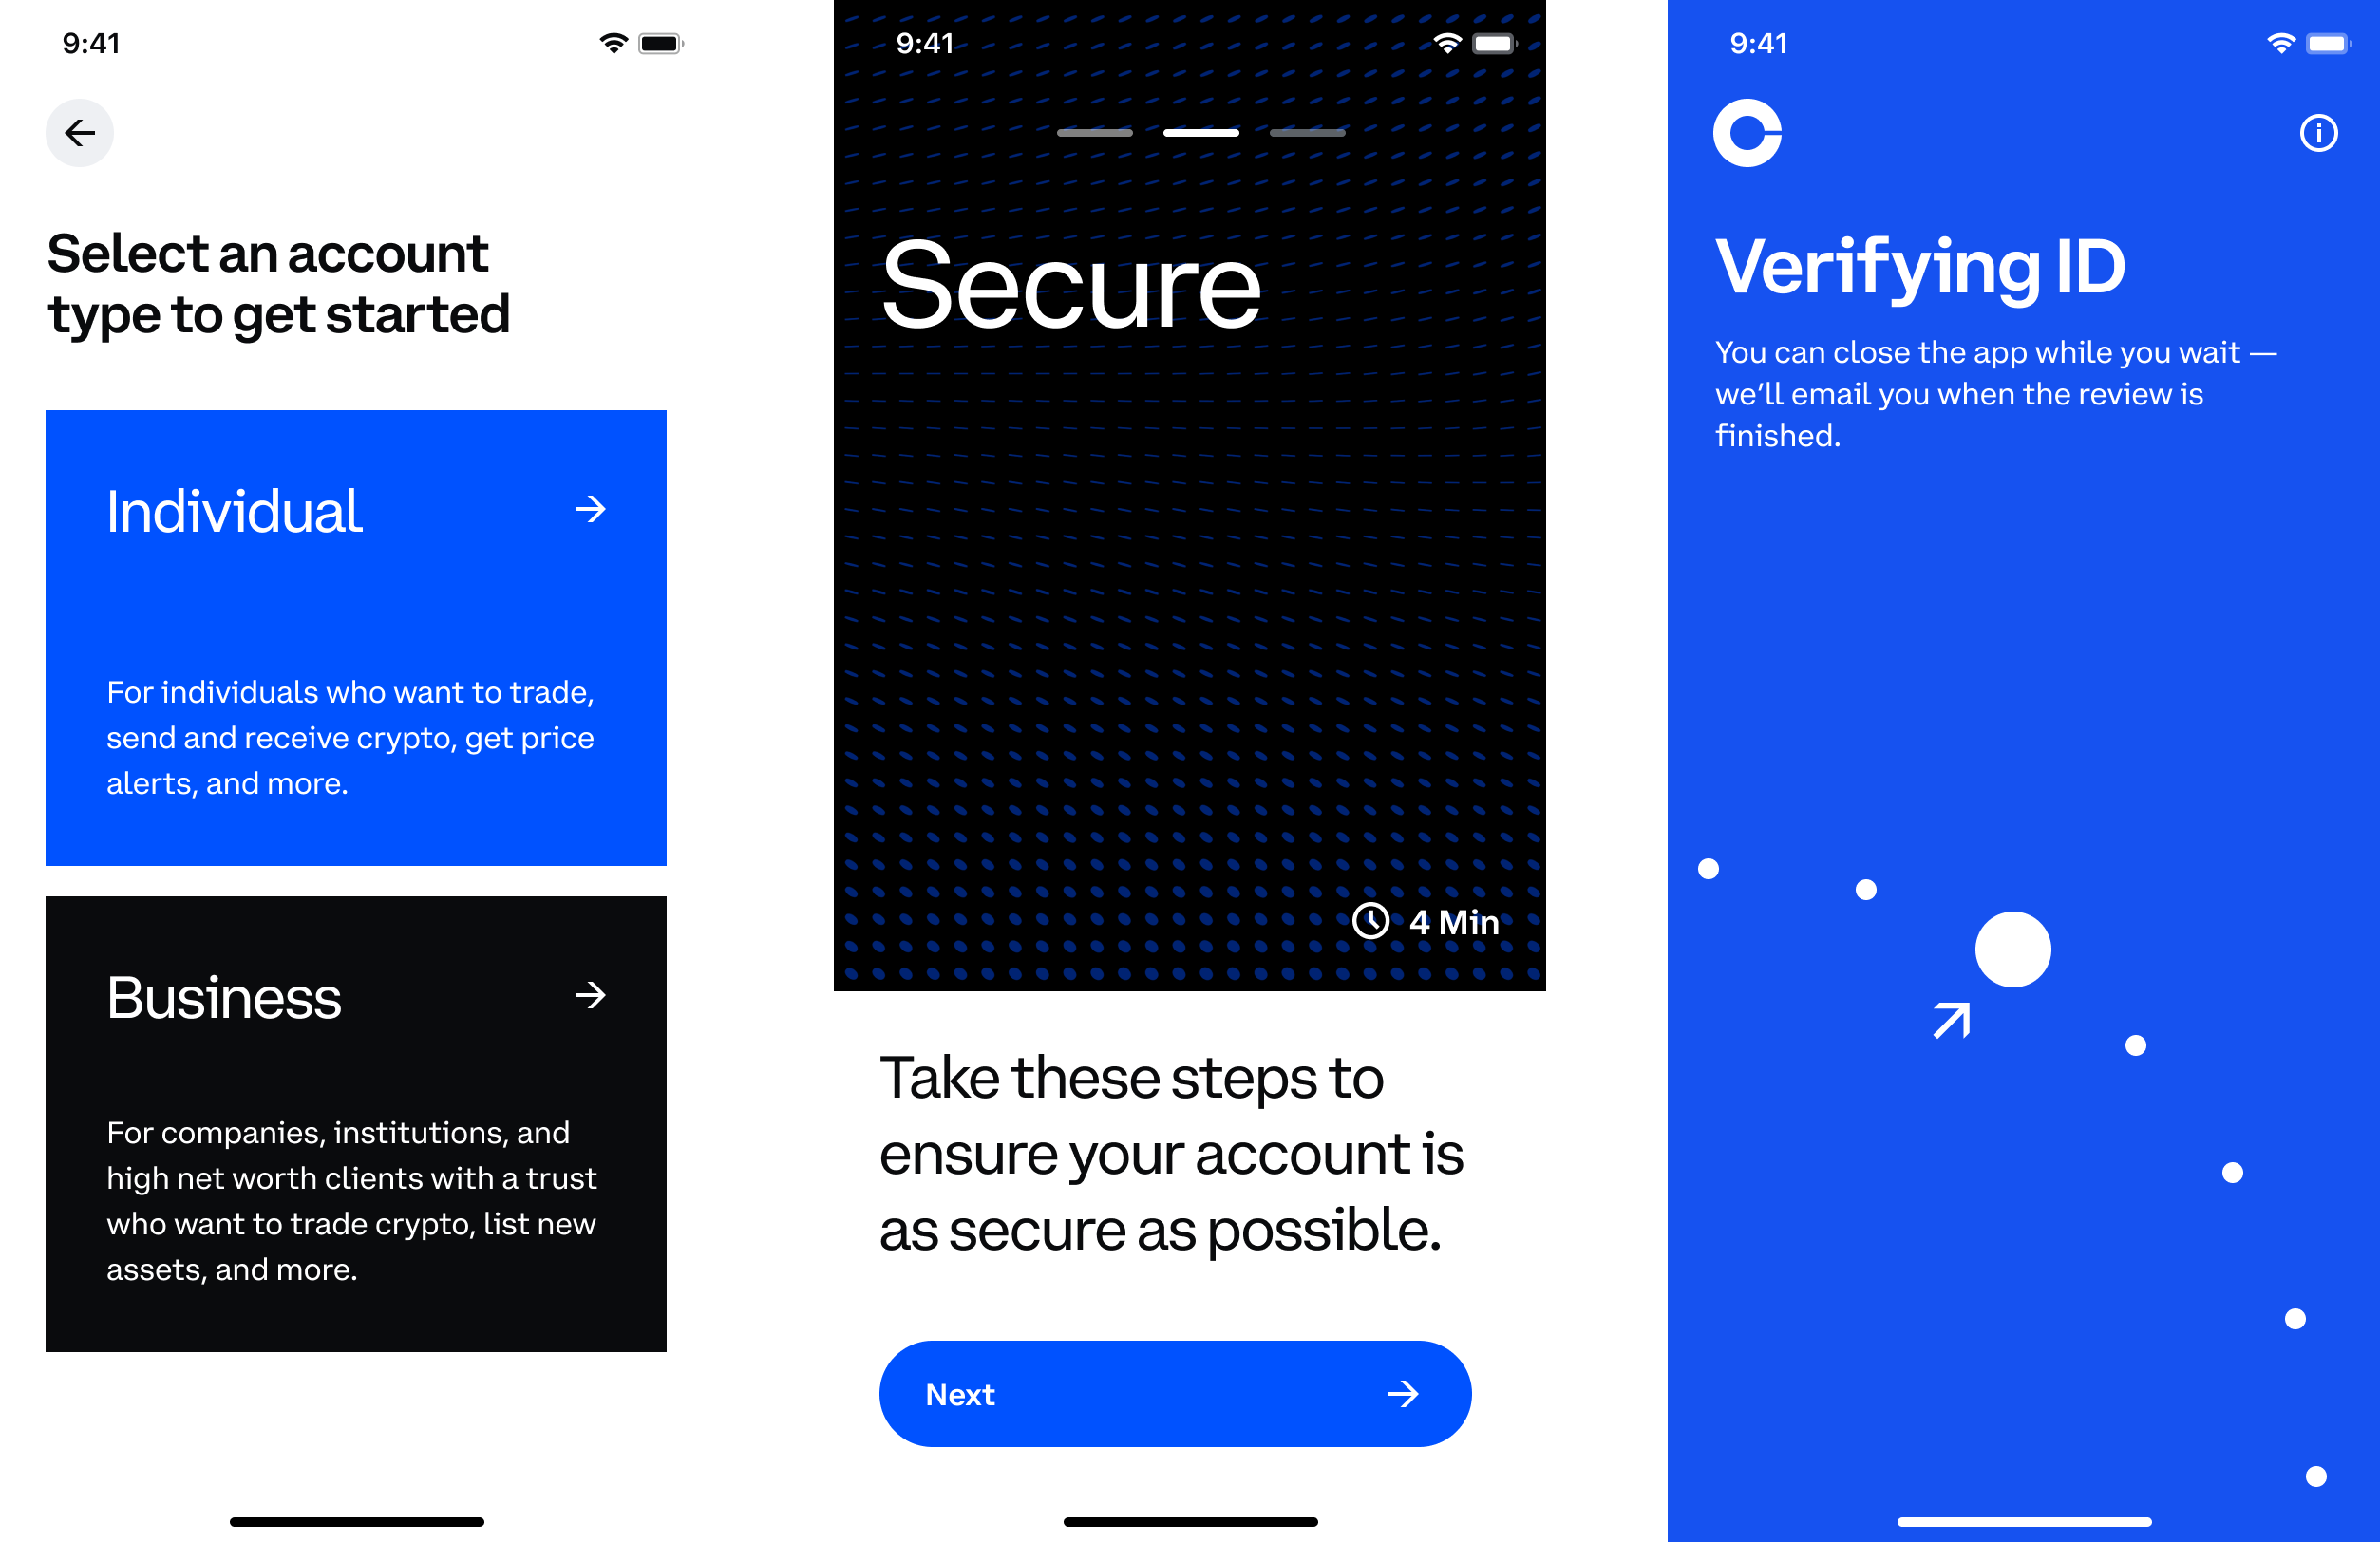 9:41
Select an account
type to get started
Individual
For individuals who want to trade,
send and receive crypto, get price
alerts, and more.
Business
For companies, institutions, and
high net worth clients with a trust
who want to trade crypto, list new
assets, and more.
9:41
Secure
4 Min
Take these steps to
ensure your account is
as secure as possible.
Next
9:41
Verifying ID
You can close the app while you wait —
we’ll email you when the review is
finished.